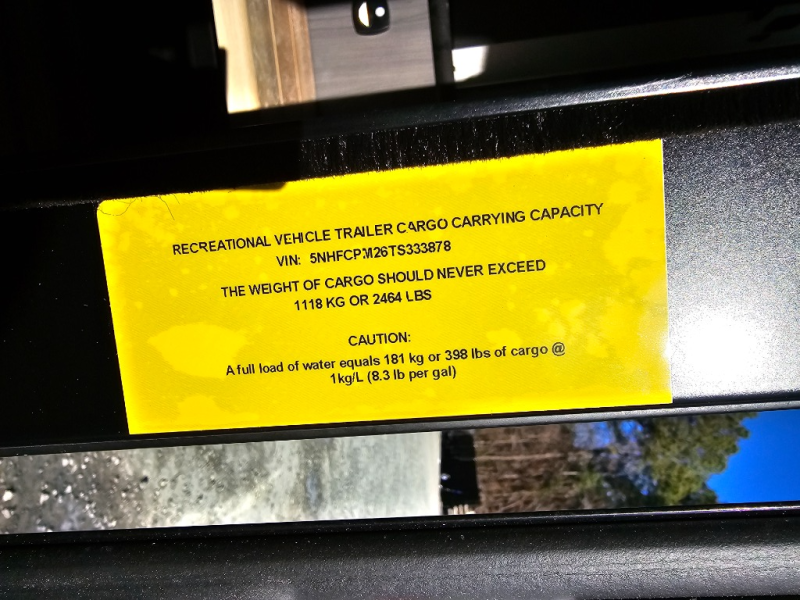 RECREATIONAL VEHICLE TRAILER CARGO CARRYING CAPACITY
VIN: 5NHFCPM26TS333878
THE WEIGHT OF CARGO SHOULD NEVER EXCEED
1118 KG OR 2464 LBS
CAUTION:
A full load of water equals 181 kg or 398 lbs of cargo @
1kg/L (8.3 lb per gal)